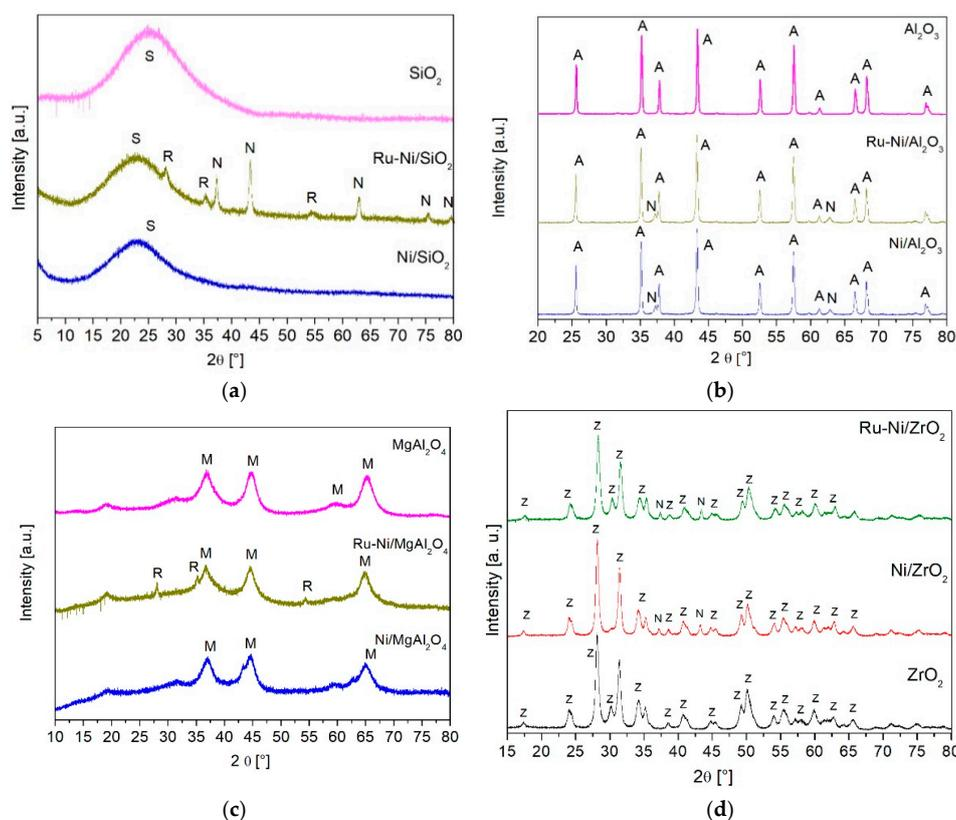 SiO2
S
Ru-Ni/SiO2
S
R
N
N
R
R
N
N
N
Ni/SiO2
S
Intensity [a.u.]
5 10 15 20 25 30 35 40 45 50 55 60 65 70 75 80
2θ [°]
(a)
Al2O3
A A A A A A A A A A
Ru-Ni/Al2O3
A A N A A A A A N A A
Ni/Al2O3
A A N A A A A A N A A A
Intensity [a.u.]
20 25 30 35 40 45 50 55 60 65 70 75 80
2 θ [°]
(b)
MgAl2O4
M M M M
Ru-Ni/MgAl2O4
R R M M R M
Ni/MgAl2O4
M M M
Intensity [a.u.]
10 15 20 25 30 35 40 45 50 55 60 65 70 75 80
2 θ [°]
(c)
Ru-Ni/ZrO2
Z Z Z Z Z Z N Z Z N Z Z Z Z Z Z Z Z Z
Ni/ZrO2
Z Z Z Z Z N Z Z N Z Z Z Z Z Z Z Z Z
ZrO2
Z Z Z Z Z Z Z Z Z Z Z Z Z Z Z Z
Intensity [a. u.]
15 20 25 30 35 40 45 50 55 60 65 70 75 80
2θ [°]
(d)